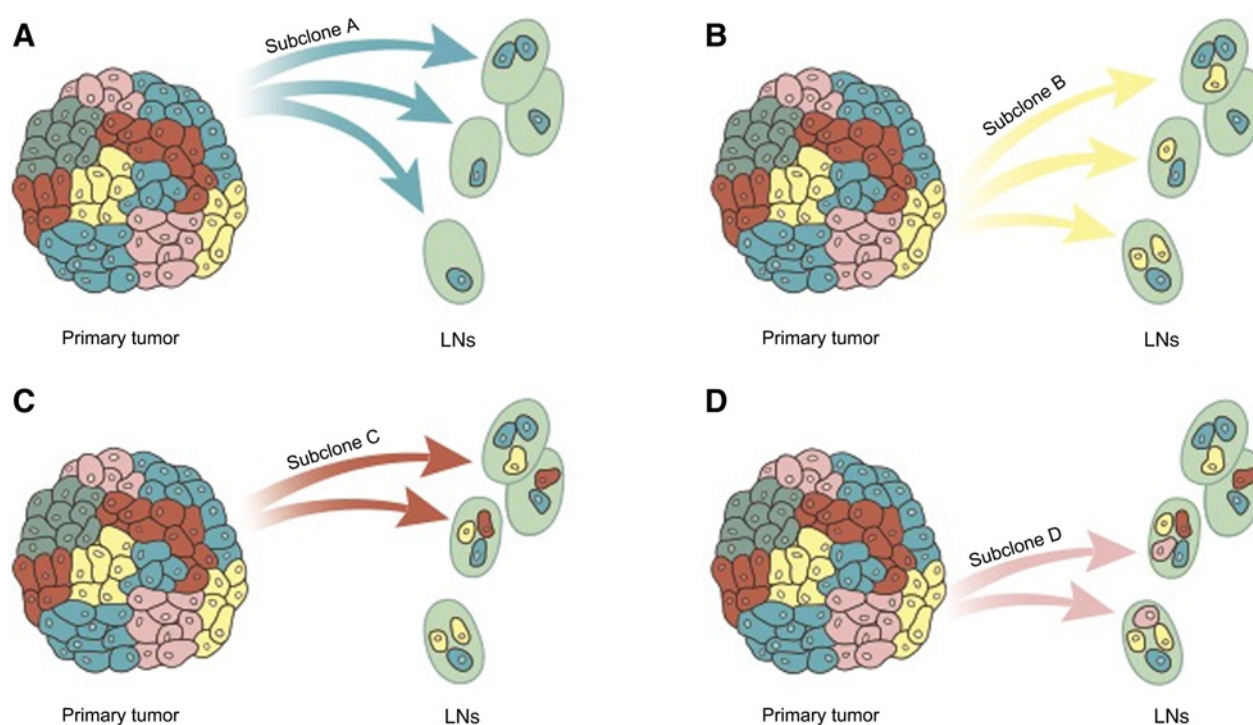 A
Subclone A
Primary tumor
LNs
B
Subclone B
Primary tumor
LNs
C
Subclone C
Primary tumor
LNs
D
Subclone D
Primary tumor
LNs